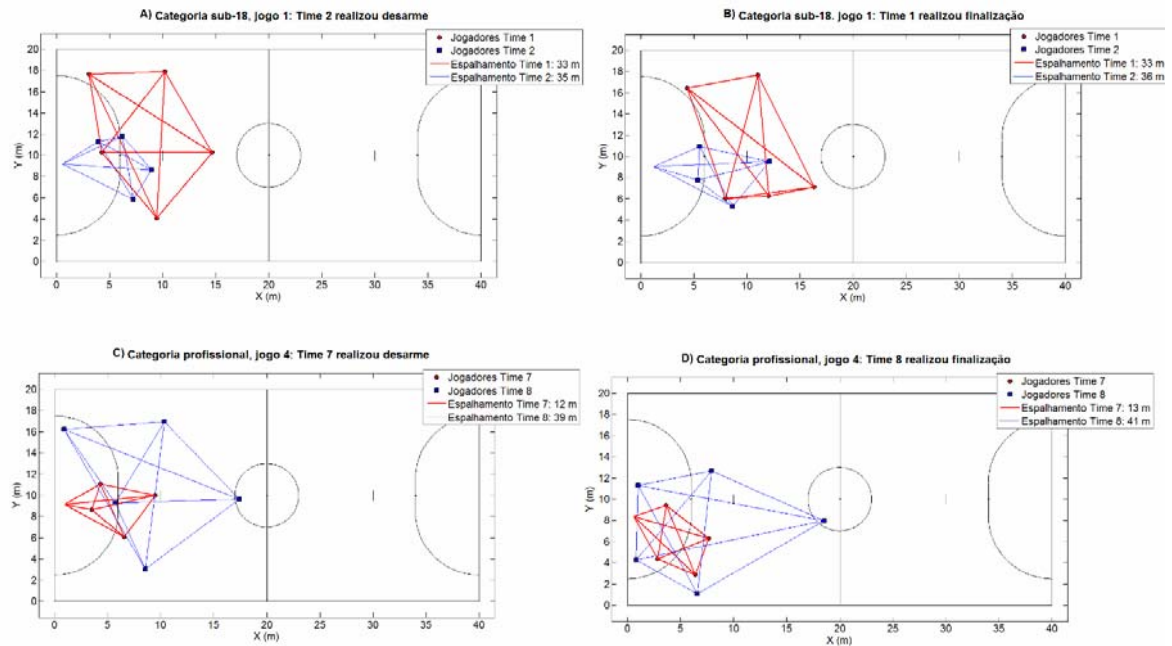 A) Categoria sub-18, jogo 1: Time 2 realizou desarme
Jogadores Time 1
Jogadores Time 2
Espalhamento Time 1: 33 m
Espalhamento Time 2: 35 m
20
18
16
14
12
10
8
6
4
2
0
Y (m)
0 5 10 15 20 25 30 35 40
X (m)
B) Categoria sub-18. jogo 1: Time 1 realizou finalização
Jogadores Time 1
Jogadores Time 2
Espalhamento Time 1: 33 m
Espalhamento Time 2: 36 m
20
18
16
14
12
10
8
6
4
2
0
Y (m)
0 5 10 15 20 25 30 35 40
X (m)
C) Categoria profissional, jogo 4: Time 7 realizou desarme
Jogadores Time 7
Jogadores Time 8
Espalhamento Time 7: 12 m
Espalhamento Time 8: 39 m
20
18
16
14
12
10
8
6
4
2
0
Y (m)
0 5 10 15 20 25 30 35 40
X (m)
D) Categoria profissional, jogo 4: Time 8 realizou finalização
Jogadores Time 7
Jogadores Time 8
Espalhamento Time 7: 13 m
Espalhamento Time 8: 41 m
20
18
16
14
12
10
8
6
4
2
0
Y (m)
0 5 10 15 20 25 30 35 40
X (m)